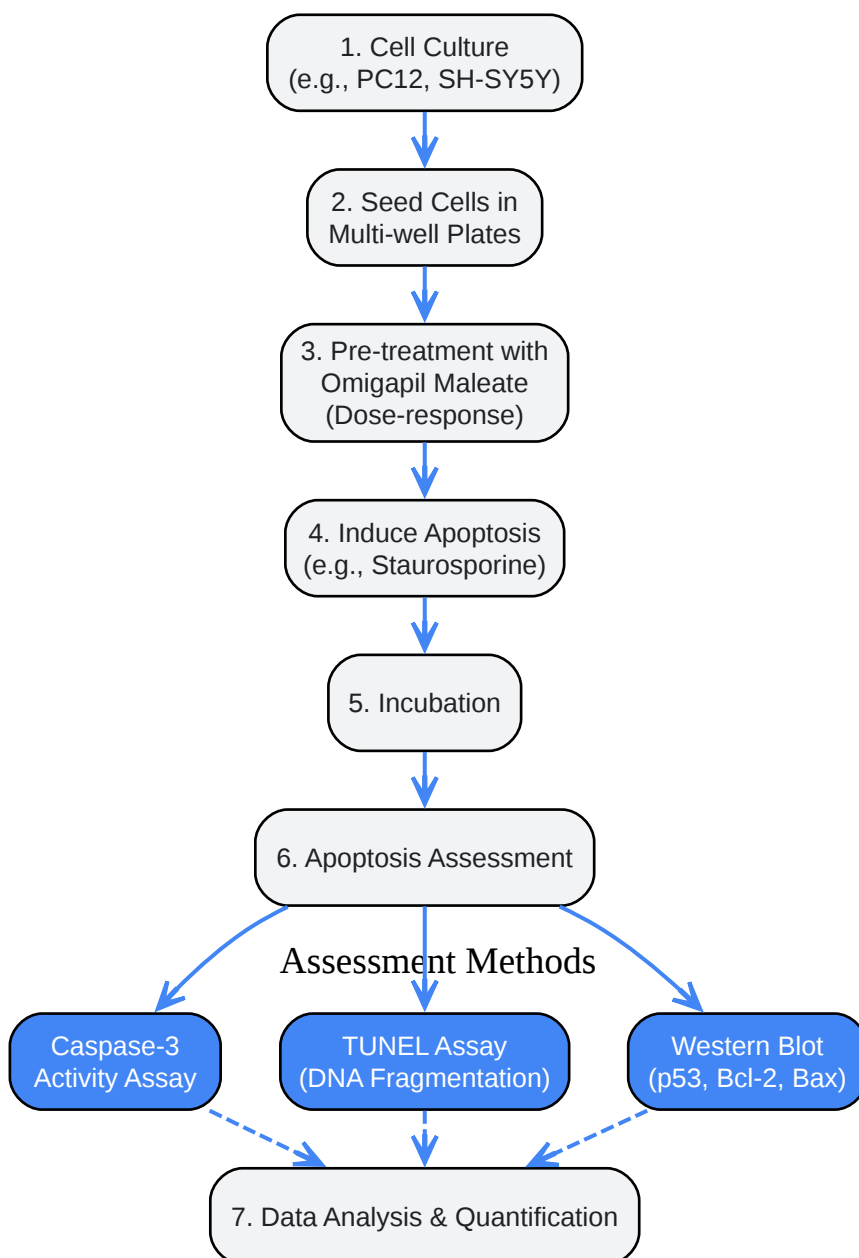 1. Cell Culture
(e.g., PC12, SH-SY5Y)
2. Seed Cells in
Multi-well Plates
3. Pre-treatment with
Omigapil Maleate
(Dose-response)
4. Induce Apoptosis
(e.g., Staurosporine)
5. Incubation
6. Apoptosis Assessment
Assessment Methods
Caspase-3
Activity Assay
TUNEL Assay
(DNA Fragmentation)
Western Blot
(p53, Bcl-2, Bax)
7. Data Analysis & Quantification